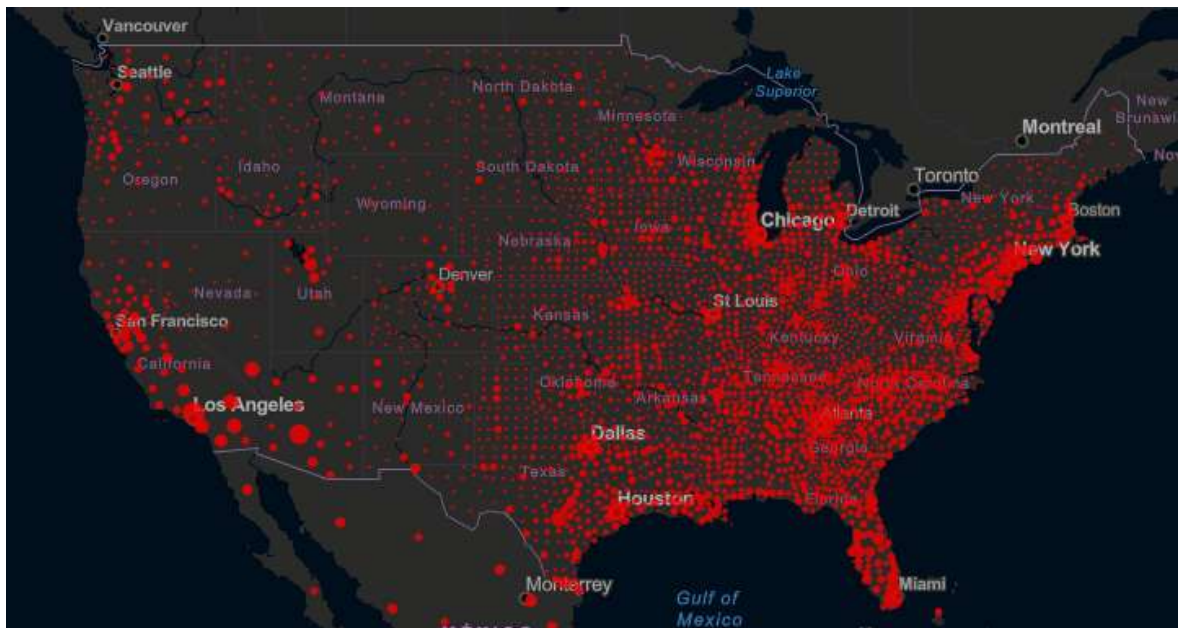 Vancouver
Seattle
Lake
Superior
North Dakota
Montana
New
Brunswi
Minnesota
Montreal
Wisconsin
South Dakota
Idaho
Oregon
Toronto
Nov
Wyoming
New York
Boston
Chicago
Detroit
Iowa
Nebraska
New York
Ohio
Denver
Nevada
Utah
St Louis
Kansas
San Francisco
Kentucky
Virginia
California
Tennessee
Oklahoma
North Carolina
Arkansas
Los Angeles
New Mexico
Atlanta
Dallas
Georgia
Texas
Houston
Florida
Monterrey
Miami
Gulf of
Mexico
MÉXICO